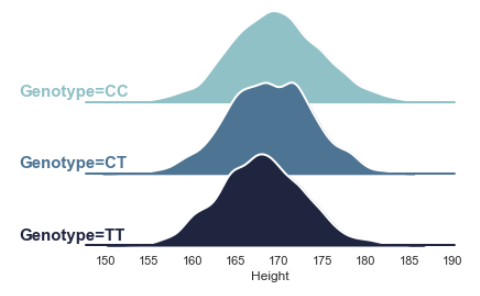 Genotype=CC
Genotype=CT
Genotype=TT
150 155 160 165 170 175 180 185 190
Height